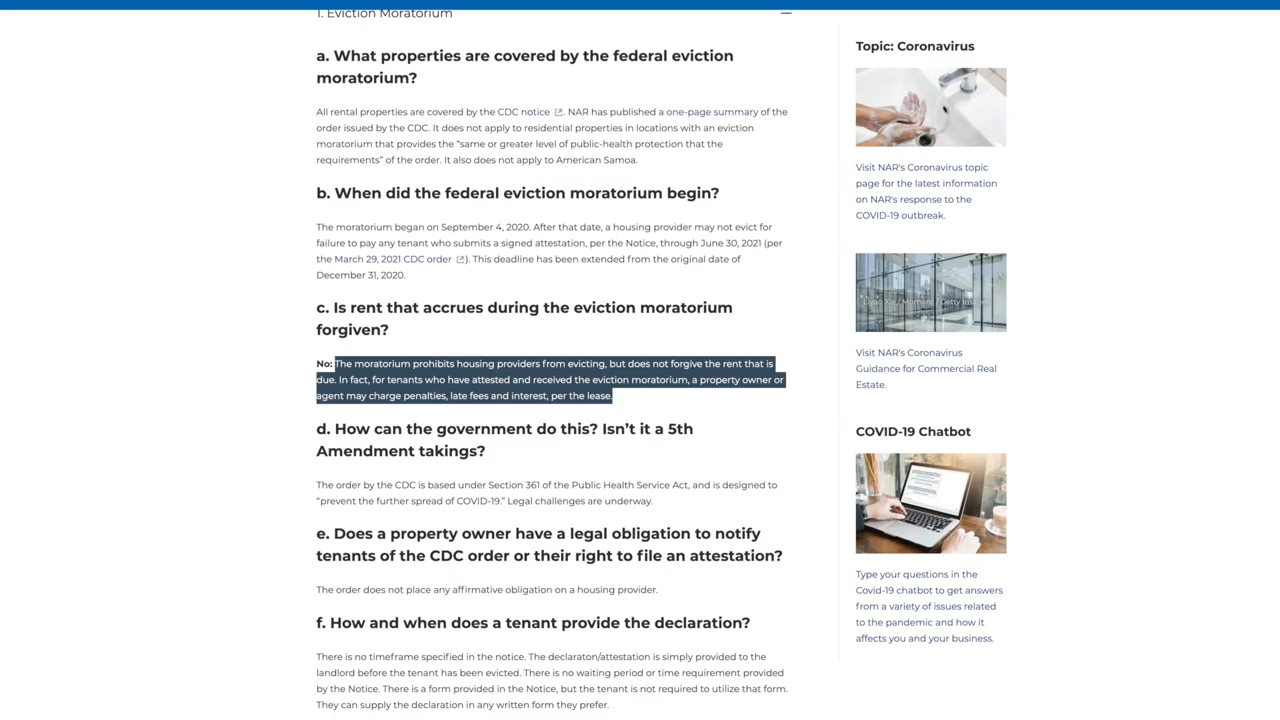 1. Eviction Moratorium
a. What properties are covered by the federal eviction
moratorium?
All rental properties are covered by the CDC notice. NAR has published a one-page summary of the
order issued by the CDC. It does not apply to residential properties in locations with an eviction
moratorium that provides the “same or greater level of public-health protection that the
requirements” of the order. It also does not apply to American Samoa.
b. When did the federal eviction moratorium begin?
The moratorium began on September 4, 2020. After that date, a housing provider may not evict for
failure to pay any tenant who submits a signed attestation, per the Notice, through June 30, 2021 (per
the March 29, 2021 CDC order). This deadline has been extended from the original date of
December 31, 2020.
c. Is rent that accrues during the eviction moratorium
forgiven?
No: The moratorium prohibits housing providers from evicting, but does not forgive the rent that is
due. In fact, for tenants who have attested and received the eviction moratorium, a property owner or
agent may charge penalties, late fees and interest, per the lease.
d. How can the government do this? Isn’t it a 5th
Amendment takings?
The order by the CDC is based under Section 361 of the Public Health Service Act, and is designed to
“prevent the further spread of COVID-19.” Legal challenges are underway.
e. Does a property owner have a legal obligation to notify
tenants of the CDC order or their right to file an attestation?
The order does not place any affirmative obligation on a housing provider.
f. How and when does a tenant provide the declaration?
There is no timeframe specified in the notice. The declaraton/attestation is simply provided to the
landlord before the tenant has been evicted. There is no waiting period or time requirement provided
by the Notice. There is a form provided in the Notice, but the tenant is not required to utilize that form.
They can supply the declaration in any written form they prefer.
Topic: Coronavirus
Visit NAR's Coronavirus topic
page for the latest information
on NAR's response to the
COVID-19 outbreak.
/ Moment / Getty Images
Visit NAR's Coronavirus
Guidance for Commercial Real
Estate.
COVID-19 Chatbot
Type your questions in the
Covid-19 chatbot to get answers
from a variety of issues related
to the pandemic and how it
affects you and your business.